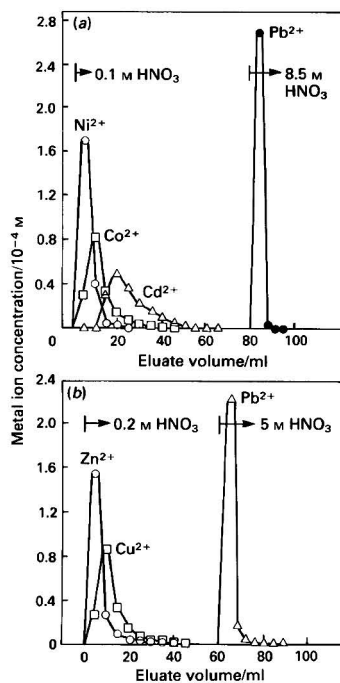 (a)
2.8
2.4
2.0
1.6
1.2
0.8
0.4
0
0.1 M HNO₃
Ni²⁺
Co²⁺
Cd²⁺
Pb²⁺
8.5 M
HNO₃
0 20 40 60 80 100
Eluate volume/ml
Metal ion concentration/10⁻⁴ M
(b)
2.4
2.0
1.6
1.2
0.8
0.4
0
0.2 M HNO₃
Zn²⁺
Cu²⁺
Pb²⁺
5 M HNO₃
0 20 40 60 80 100
Eluate volume/ml